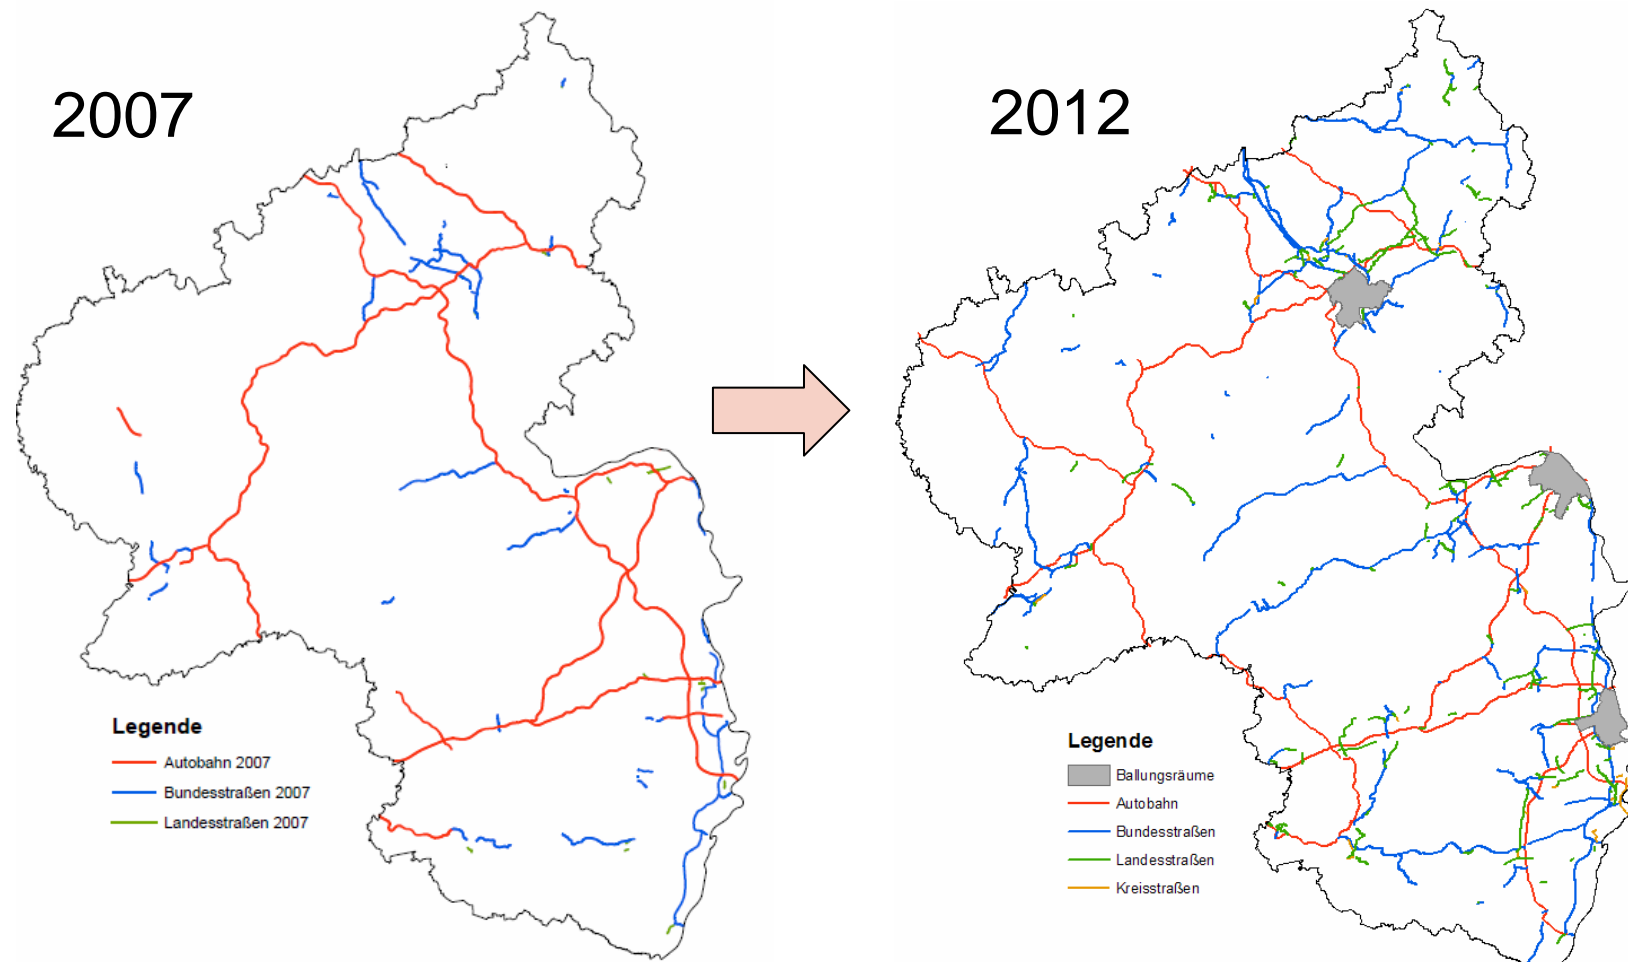 2007
2012
Legende
Autobahn 2007
Bundesstraßen 2007
Landesstraßen 2007
Legende
Ballungsräume
Autobahn
Bundesstraßen
Landesstraßen
Kreisstraßen